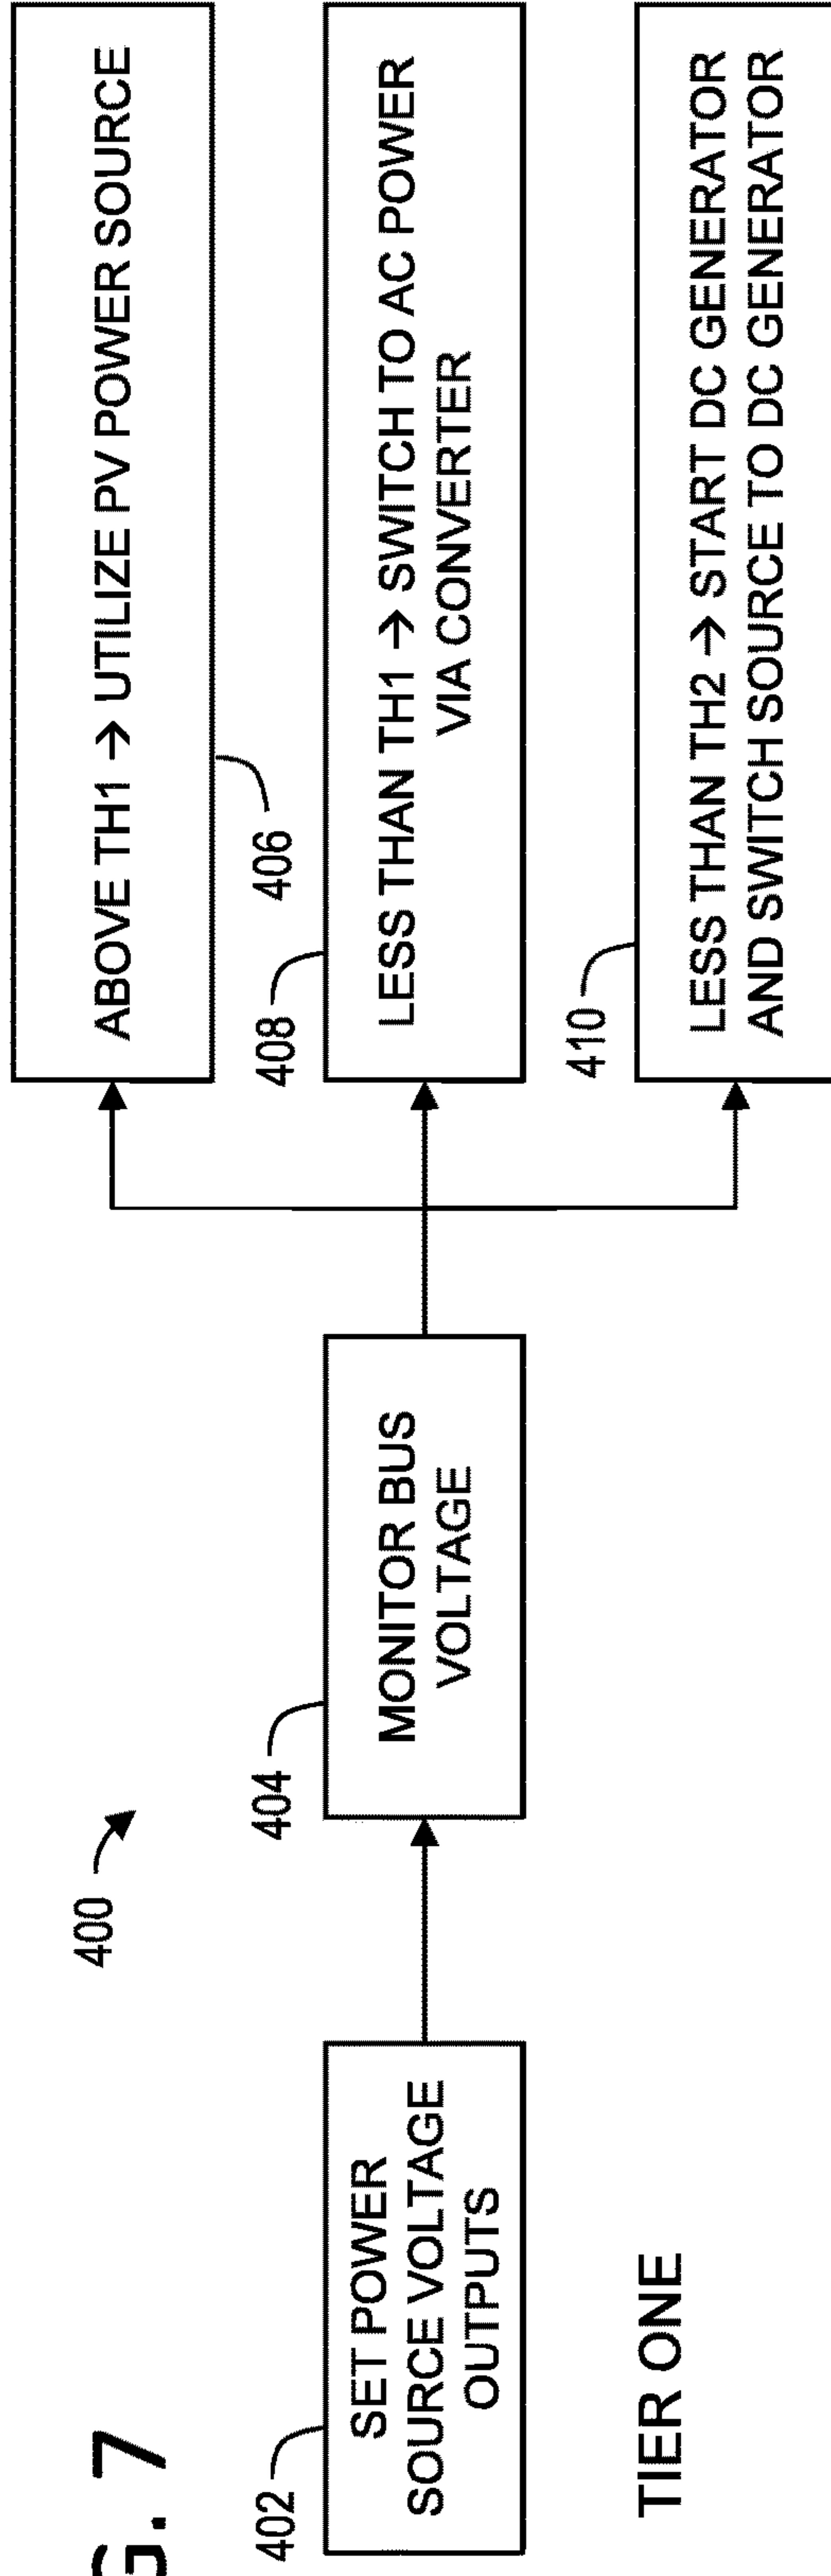 G. 7
400
402
SET POWER
SOURCE VOLTAGE
OUTPUTS
404
MONITOR BUS
VOLTAGE
ABOVE TH1 → UTILIZE PV POWER SOURCE
406
408
LESS THAN TH1 → SWITCH TO AC POWER
VIA CONVERTER
410
LESS THAN TH2 → START DC GENERATOR
AND SWITCH SOURCE TO DC GENERATOR
TIER ONE